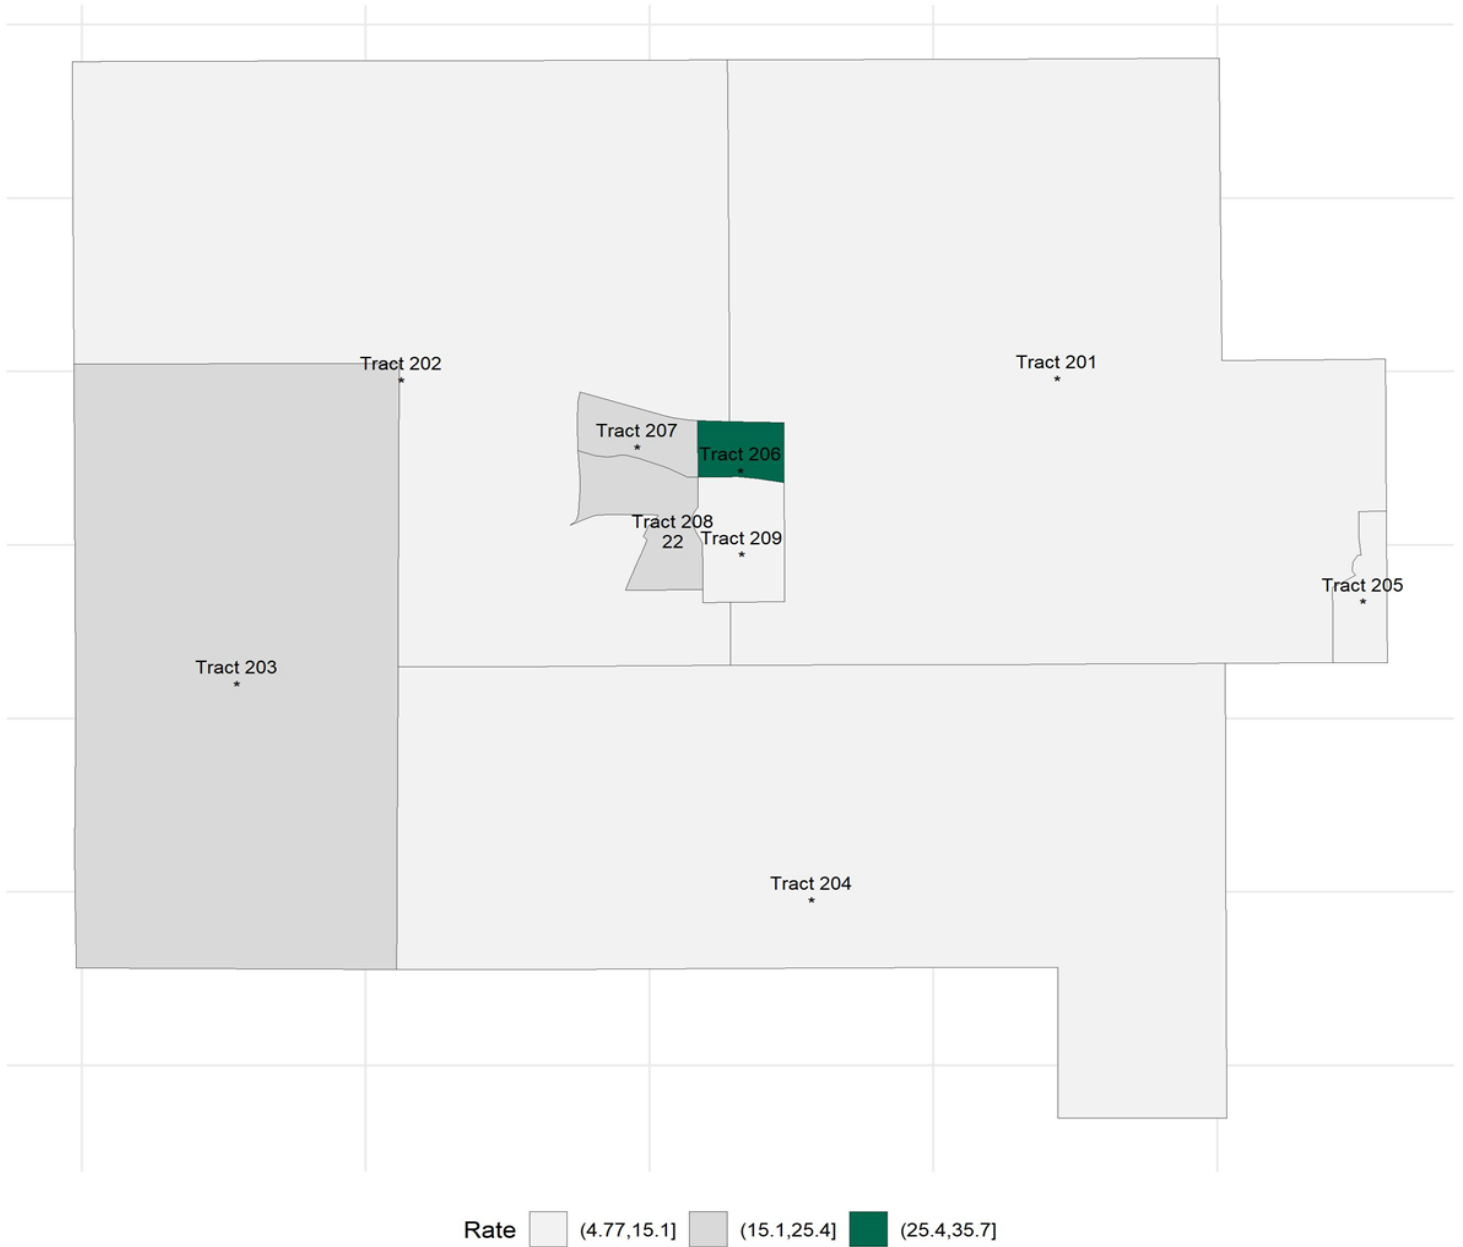 Tract 202
*
Tract 201
*
Tract 207
*
Tract 206
*
Tract 208
22
Tract 209
*
Tract 205
*
Tract 203
*
Tract 204
*
Rate (4.77,15.1] (15.1,25.4] (25.4,35.7]